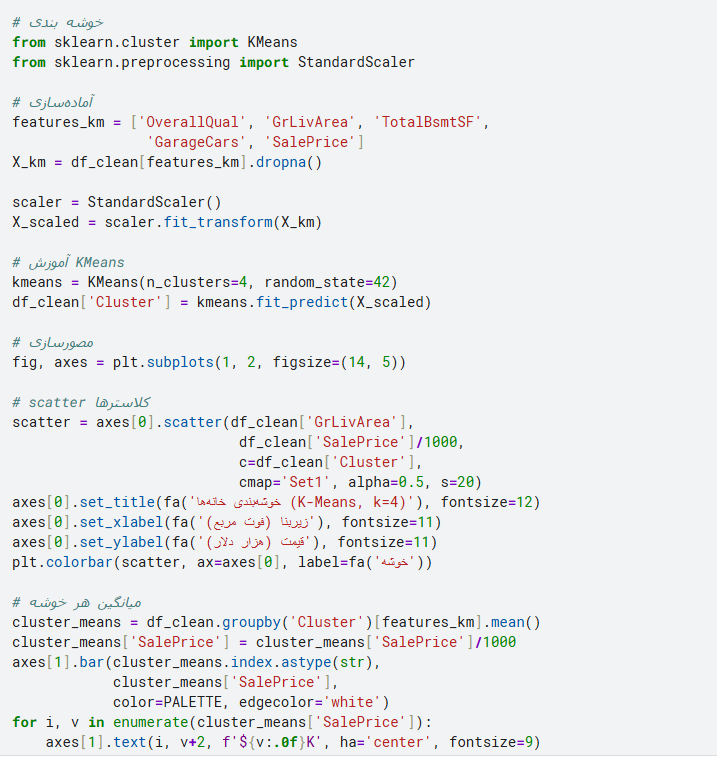 # خوشه بندی
from sklearn.cluster import KMeans
from sklearn.preprocessing import StandardScaler
# آماده‌سازی
features_km = ['OverallQual', 'GrLivArea', 'TotalBsmtSF',
'GarageCars', 'SalePrice']
X_km = df_clean[features_km].dropna()
scaler = StandardScaler()
X_scaled = scaler.fit_transform(X_km)
# آموزش KMeans
kmeans = KMeans(n_clusters=4, random_state=42)
df_clean['Cluster'] = kmeans.fit_predict(X_scaled)
# مصورسازی
fig, axes = plt.subplots(1, 2, figsize=(14, 5))
# scatter کلاسترها
scatter = axes[0].scatter(df_clean['GrLivArea'],
df_clean['SalePrice']/1000,
c=df_clean['Cluster'],
cmap='Set1', alpha=0.5, s=20)
axes[0].set_title(fa('خوشه‌بندی خانه‌ها (K-Means, k=4)'), fontsize=12)
axes[0].set_xlabel(fa('زیربنا (فوت مربع)'), fontsize=11)
axes[0].set_ylabel(fa('قیمت (هزار دلار)'), fontsize=11)
plt.colorbar(scatter, ax=axes[0], label=fa('خوشه'))
# میانگین هر خوشه
cluster_means = df_clean.groupby('Cluster')[features_km].mean()
cluster_means['SalePrice'] = cluster_means['SalePrice']/1000
axes[1].bar(cluster_means.index.astype(str),
cluster_means['SalePrice'],
color=PALETTE, edgecolor='white')
for i, v in enumerate(cluster_means['SalePrice']):
axes[1].text(i, v+2, f'${v:.0f}K', ha='center', fontsize=9)